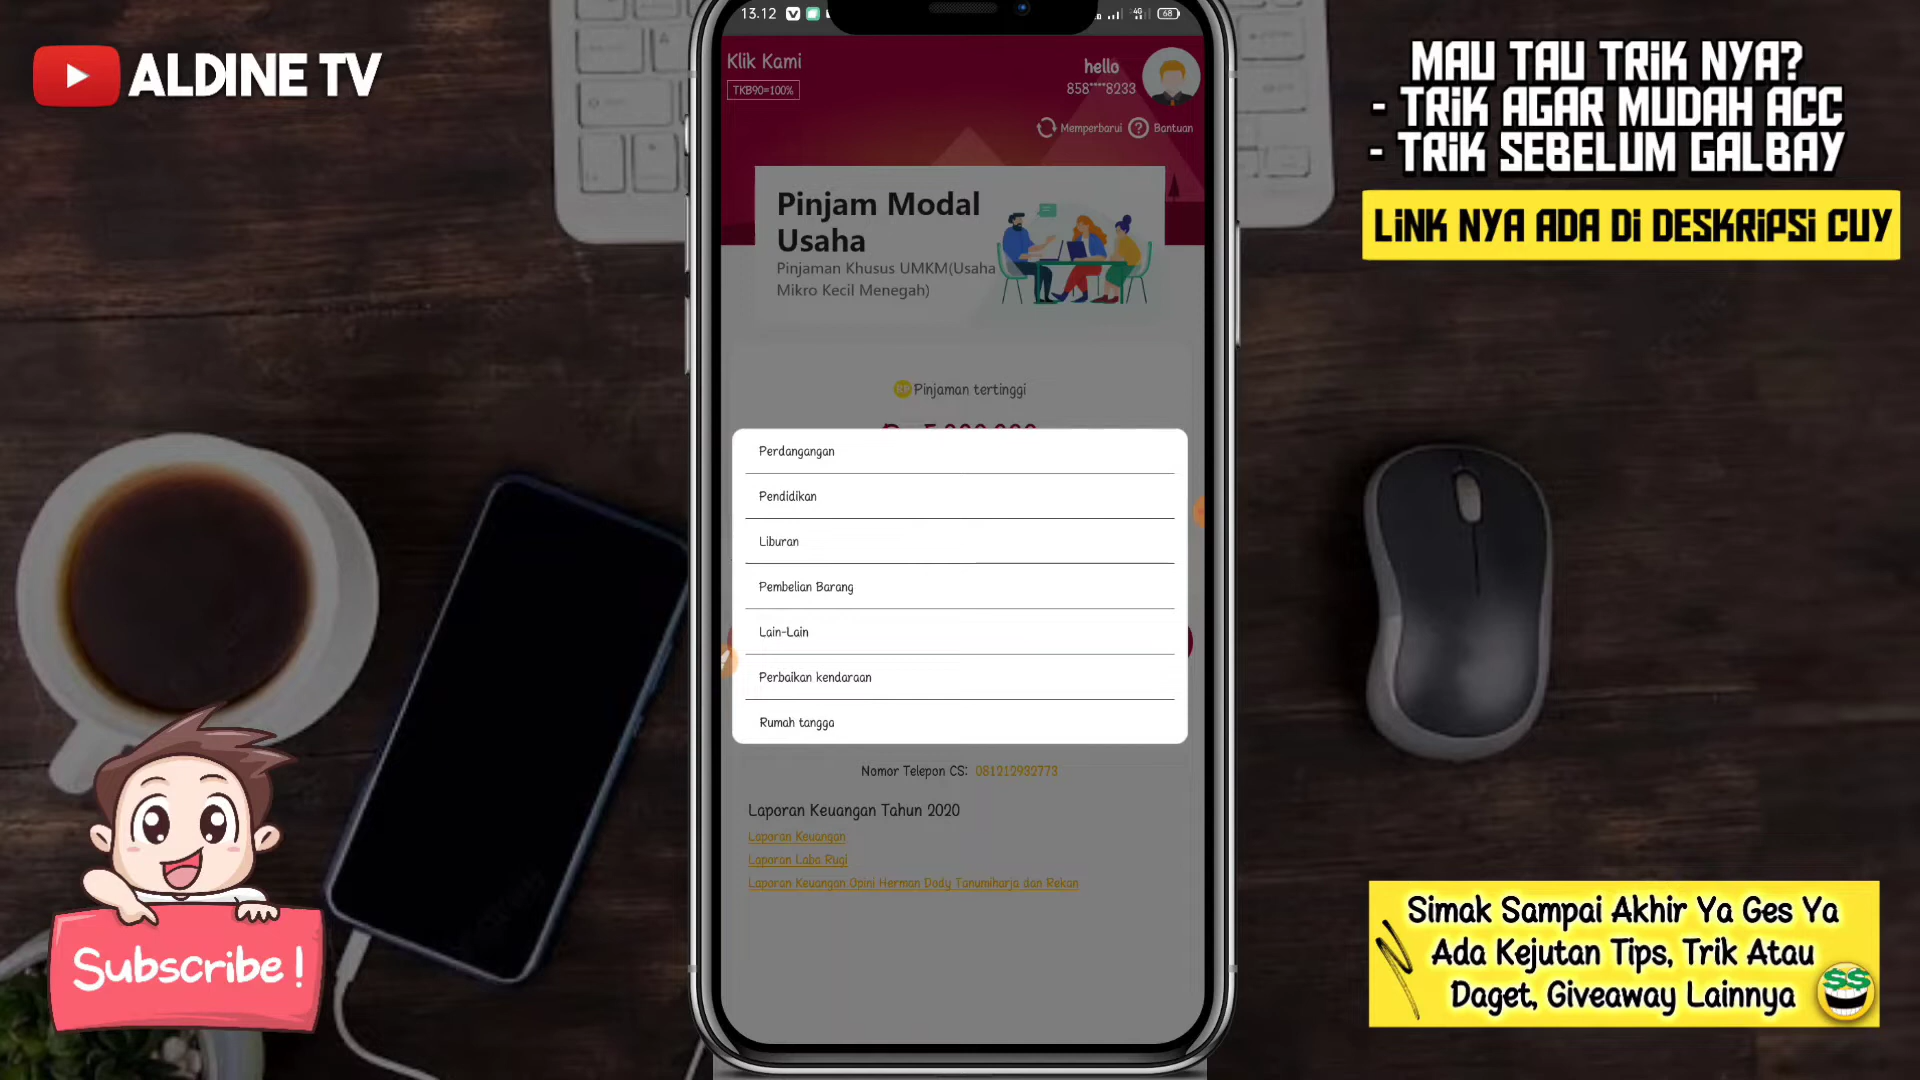 ALDINE TV
MAU TAU TRIK NYA?
- TRIK AGAR MUDAH ACC
- TRIK SEBELUM GALBAY
LINK NYA ADA DI DESKRIPSI CUY
13.12
4G
68
Klik Kami
TKB90=100%
hello
858****8233
Memperbarui
Bantuan
Pinjam Modal
Usaha
Pinjaman Khusus UMKM(Usaha
Mikro Kecil Menegah)
RP Pinjaman tertinggi
Perdangangan
Pendidikan
Liburan
Pembelian Barang
Lain-Lain
Perbaikan kendaraan
Rumah tangga
Nomor Telepon CS: 081212932773
Laporan Keuangan Tahun 2020
Laporan Keuangan
Laporan Laba Rugi
Laporan Keuangan Opini Herman Dody Tanumiharja dan Rekan
Subscribe!
Simak Sampai Akhir Ya Ges Ya
Ada Kejutan Tips, Trik Atau
Daget, Giveaway Lainnya